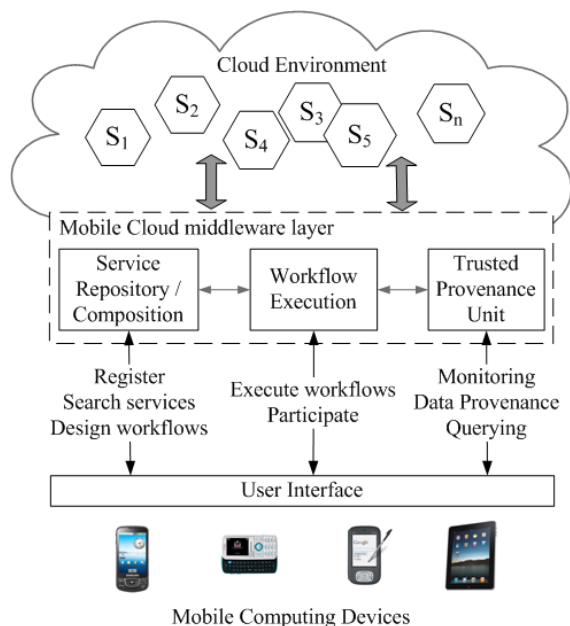 Cloud Environment
S1
S2
S4
S3
S5
Sn
Mobile Cloud middleware layer
Service
Repository /
Composition
Workflow
Execution
Trusted
Provenance
Unit
Register
Search services
Design workflows
Execute workflows
Participate
Monitoring
Data Provenance
Querying
User Interface
Mobile Computing Devices